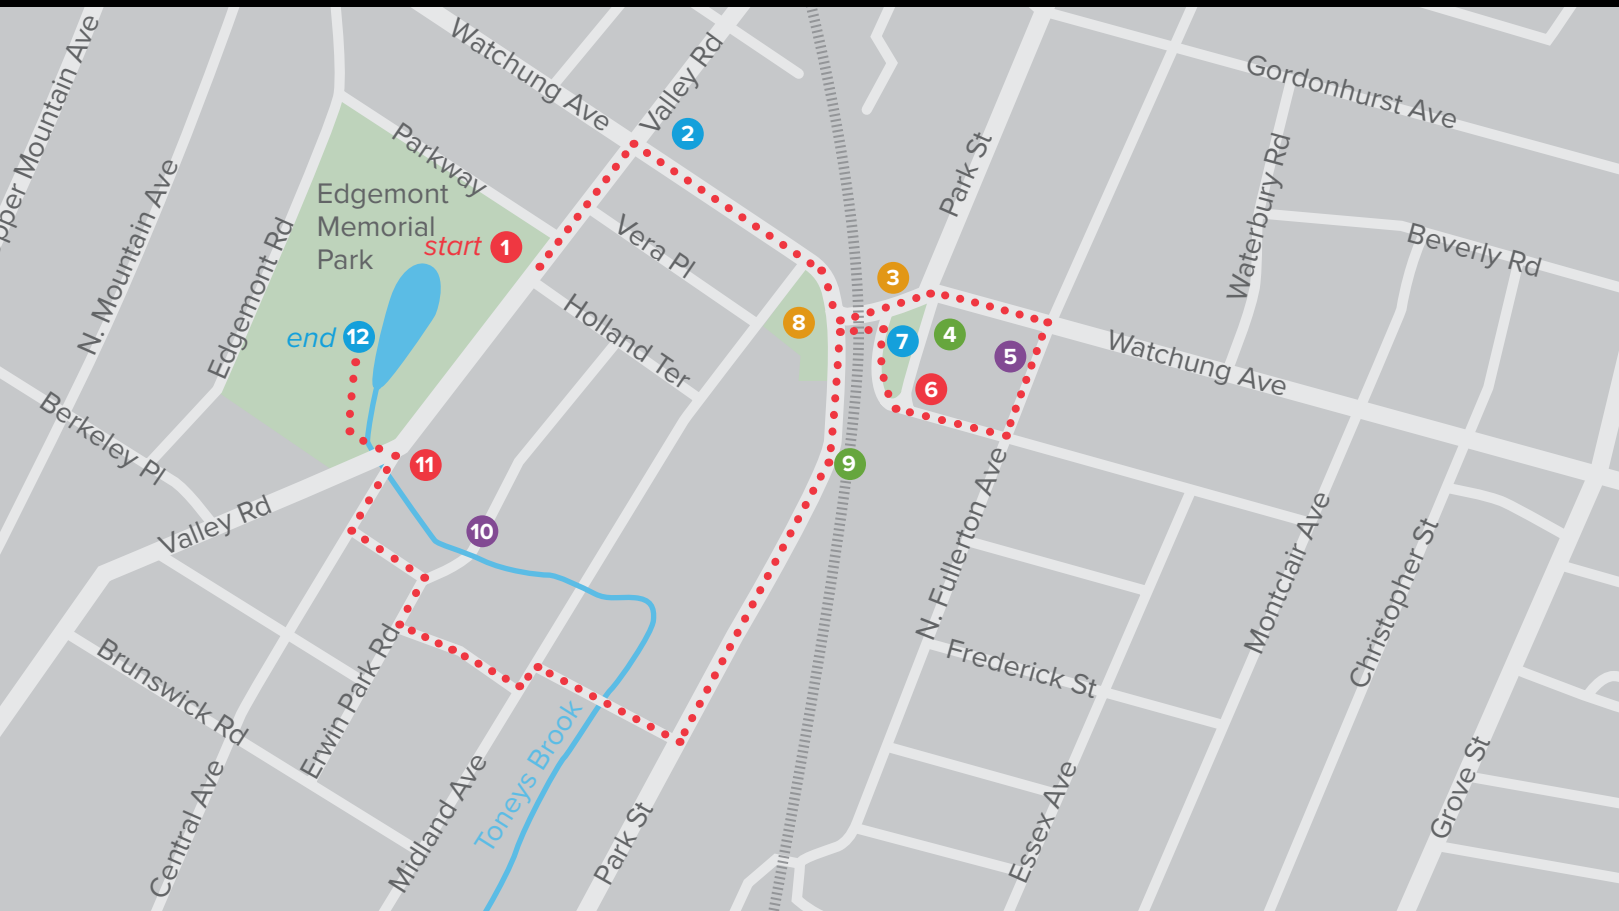 pper Mountain Ave
N. Mountain Ave
Edgemont Rd
Watchung Ave
Valley Rd
Parkway
Edgemont
Memorial
Park
start 1
2
Vera Pl
Holland Ter
end 12
Berkeley Pl
Valley Rd
11
10
Brunswick Rd
Central Ave
Erwin Park Rd
Midland Ave
Toneys Brook
Park St
Park St
3
4
5
6
7
8
9
Gordonhurst Ave
Waterbury Rd
Beverly Rd
Watchung Ave
N. Fullerton Ave
Frederick St
Essex Ave
Montclair Ave
Christopher St
Grove St